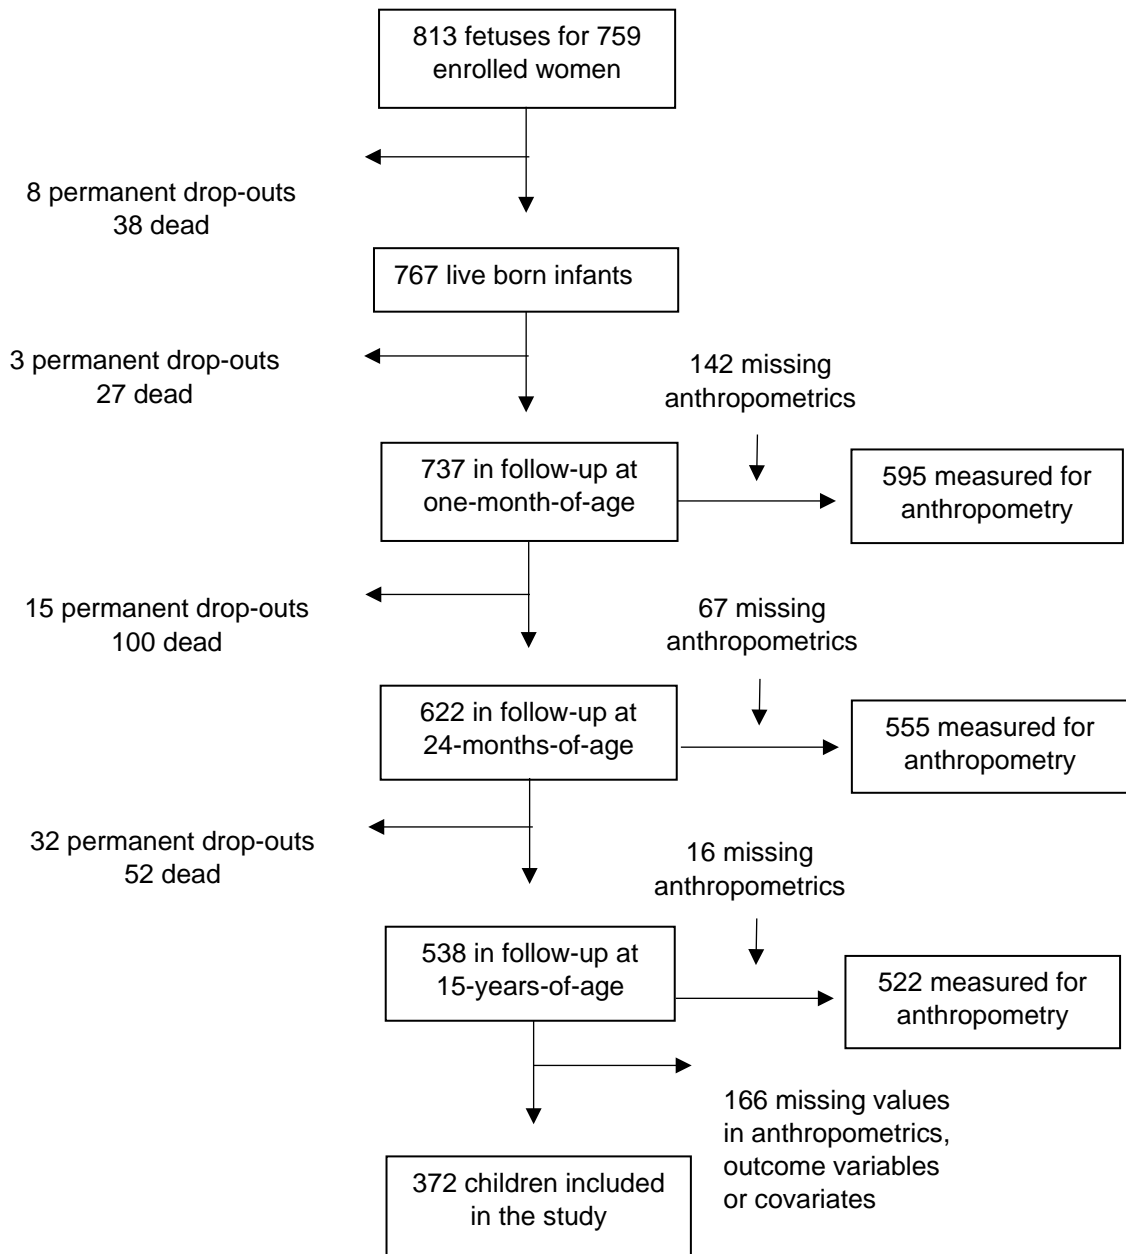 813 fetuses for 759
enrolled women
8 permanent drop-outs
38 dead
767 live born infants
3 permanent drop-outs
27 dead
142 missing
anthropometrics
737 in follow-up at
one-month-of-age
595 measured for
anthropometry
15 permanent drop-outs
100 dead
67 missing
anthropometrics
622 in follow-up at
24-months-of-age
555 measured for
anthropometry
32 permanent drop-outs
52 dead
16 missing
anthropometrics
538 in follow-up at
15-years-of-age
522 measured for
anthropometry
166 missing values
in anthropometrics,
outcome variables
or covariates
372 children included
in the study